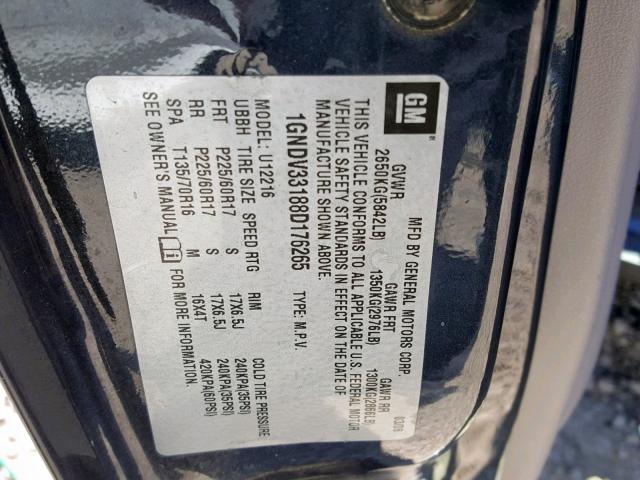 GM
MFD BY GENERAL MOTORS CORP.
GVWR GAWR FRT GAWR RR
2650KG(5842LB) 1350KG(2976LB) 1300KG(2866LB)
THIS VEHICLE CONFORMS TO ALL APPLICABLE U.S. FEDERAL MOTOR
VEHICLE SAFETY STANDARDS IN EFFECT ON THE DATE OF
MANUFACTURE SHOWN ABOVE.
1GNDV33188D176265 TYPE: M.P.V.
MODEL: U12216
UBBH TIRE SIZE SPEED RTG RIM COLD TIRE PRESSURE
FRT P225/60R17 S 17X6.5J 240KPA(35PSI)
RR P225/60R17 S 17X6.5J 240KPA(35PSI)
SPA T135/70R16 M 16X4T 420KPA(60PSI)
SEE OWNER'S MANUAL FOR MORE INFORMATION.